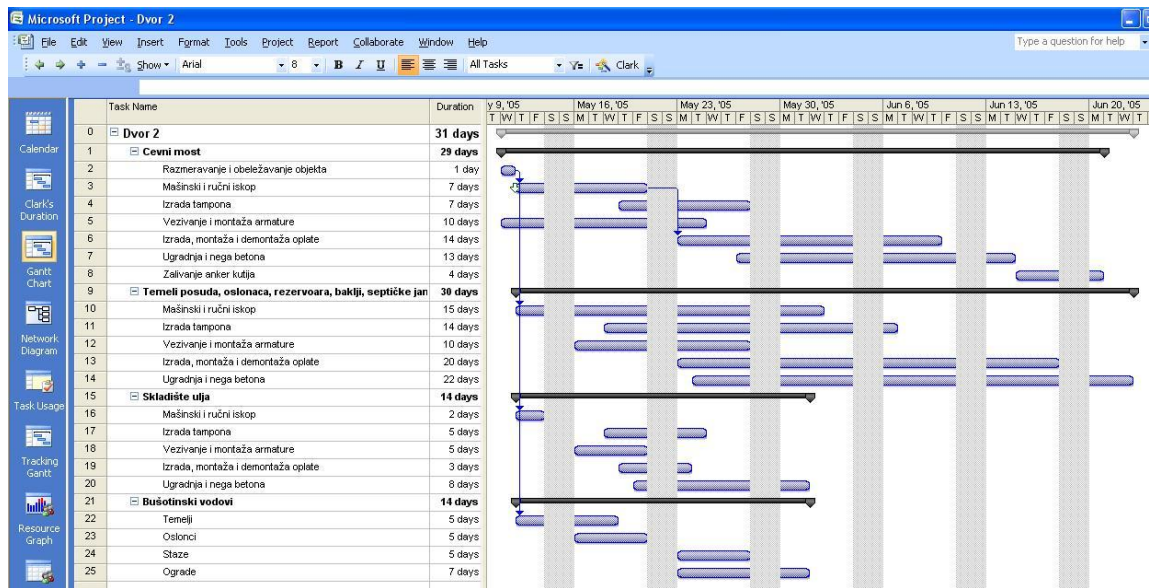 Microsoft Project - Dvor 2
File Edit View Insert Format Tools Project Report Collaborate Window Help Type a question for help
Show Arial 8 B I U All Tasks Y= Clark
Task Name Duration y 9, '05 May 16, '05 May 23, '05 May 30, '05 Jun 6, '05 Jun 13, '05 Jun 20, '05
T W T F S S M T W T F S S M T W T F S S M T W T F S S M T W T F S S M T W T F S S M T W T
0 Dvor 2 31 days
1 Cevni most 29 days
2 Razmeravanje i obeležavanje objekta 1 day
3 Mašinski i ručni iskop 7 days
4 Izrada tampona 7 days
5 Vezivanje i montaža armature 10 days
6 Izrada, montaža i demontaža oplate 14 days
7 Ugradnja i nega betona 13 days
8 Zalivanje anker kutija 4 days
9 Temelj posuda, oslonaca, rezervoara, baklji, septičke jan 30 days
10 Mašinski i ručni iskop 15 days
11 Izrada tampona 14 days
12 Vezivanje i montaža armature 10 days
13 Izrada, montaža i demontaža oplate 20 days
14 Ugradnja i nega betona 22 days
15 Skladište ulja 14 days
16 Mašinski i ručni iskop 2 days
17 Izrada tampona 5 days
18 Vezivanje i montaža armature 5 days
19 Izrada, montaža i demontaža oplate 3 days
20 Ugradnja i nega betona 8 days
21 Bušotinski vodovi 14 days
22 Temelji 5 days
23 Oslonci 5 days
24 Staze 5 days
25 Ograde 7 days
Calendar
Clark's
Duration
Gantt
Chart
Network
Diagram
Task Usage
Tracking
Gantt
Resource
Graph